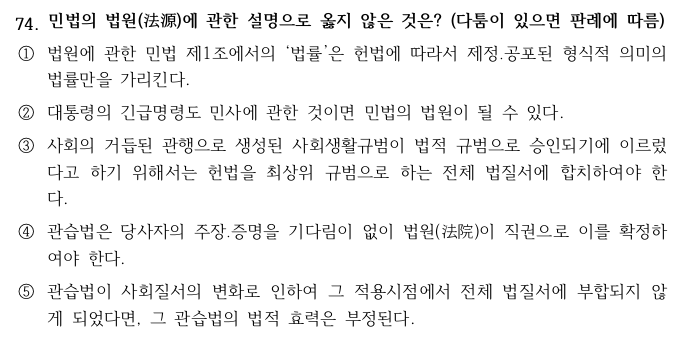 74. 민법의 법원(法源)에 관한 설명으로 옳지 않은 것은? (다툼이 있으면 판례에 따름)
① 법원에 관한 민법 제1조에서의 '법률'은 헌법에 따라서 제정.공포된 형식적 의미의
법률만을 가리킨다.
② 대통령의 긴급명령도 민사에 관한 것이면 민법의 법원이 될 수 있다.
③ 사회의 거듭된 관행으로 생성된 사회생활규범이 법적 규범으로 승인되기에 이르렀
다고 하기 위해서는 헌법을 최상위 규범으로 하는 전체 법질서에 합치하여야 한
다.
④ 관습법은 당사자의 주장.증명을 기다림이 없이 법원(法院)이 직권으로 이를 확정하
여야 한다.
⑤ 관습법이 사회질서의 변화로 인하여 그 적용시점에서 전체 법질서에 부합되지 않
게 되었다면, 그 관습법의 법적 효력은 부정된다.